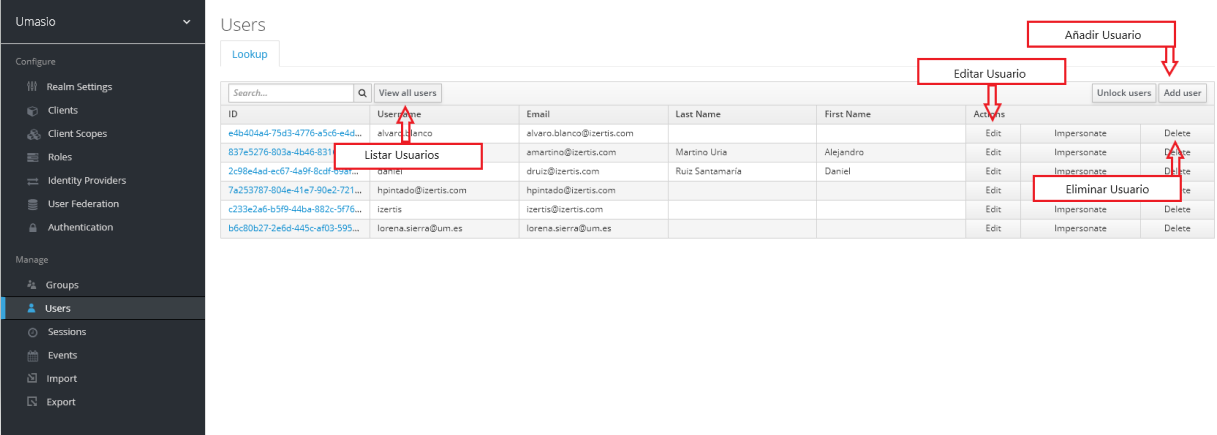 Umasio
Configure
Realm Settings
Clients
Client Scopes
Roles
Identity Providers
User Federation
Authentication
Manage
Groups
Users
Sessions
Events
Import
Export
Users
Lookup
Añadir Usuario
Editar Usuario
Search... View all users Unlock users Add user
ID Username Email Last Name First Name Actions
e4b404a4-75d3-4776-a5c6-e4d... alvaro.blanco alvaro.blanco@izertis.com Edit Impersonate Delete
Listar Usuarios
837e5276-803a-4b46-831 amartino@izertis.com Martino Uria Alejandro Edit Impersonate Delete
2c98e4ad-ec67-4a9f-8cdf-69af... daniel druiz@izertis.com Ruiz Santamaría Daniel Edit Impersonate
Eliminar Usuario
7a253787-804e-41e7-90e2-721... hpintado@izertis.com hpintado@izertis.com Edit Impersonate
c233e2a6-b5f9-44ba-882c-5f76... izertis izertis@izertis.com Edit Impersonate Delete
b6c80b27-2e6d-445c-af03-595... lorena.sierra@um.es lorena.sierra@um.es Edit Impersonate Delete